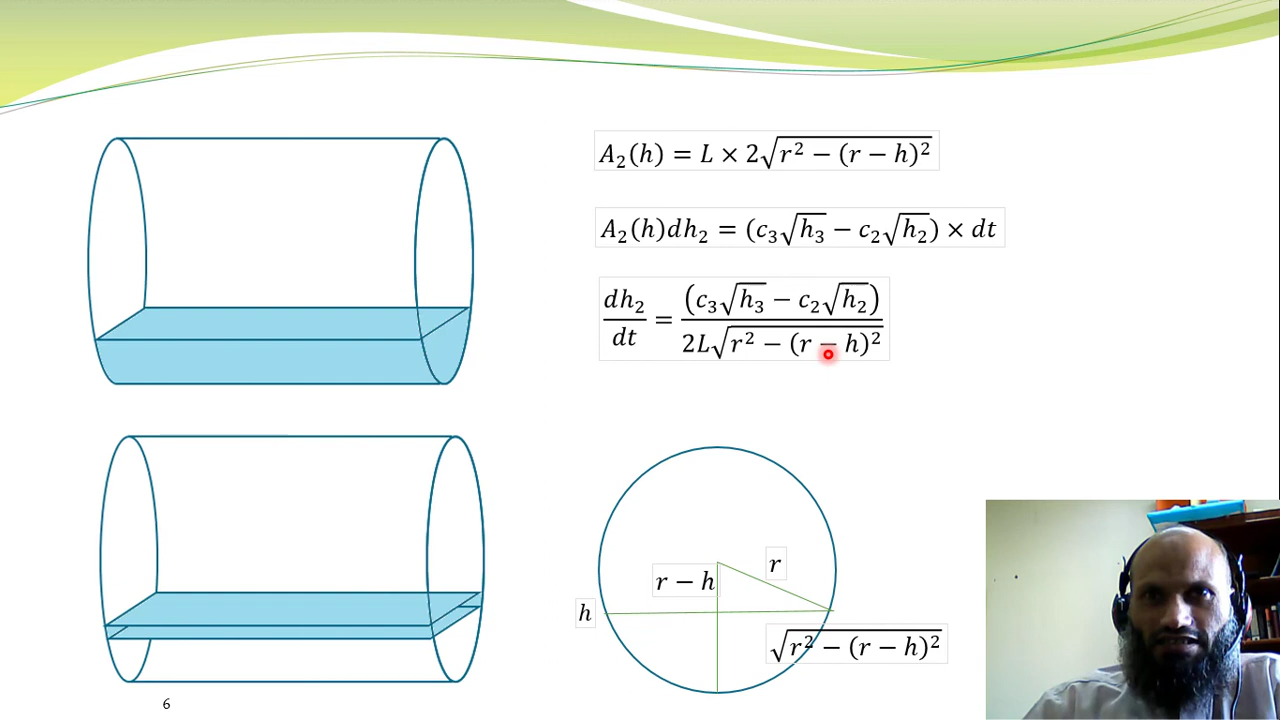 A₂(h) = L × 2√(r² − (r − h)²)
A₂(h)dh₂ = (c₃√h₃ − c₂√h₂) × dt
dh₂/dt = (c₃√h₃ − c₂√h₂) / 2L√(r² − (r − h)²)
r
r − h
h
√(r² − (r − h)²)
6